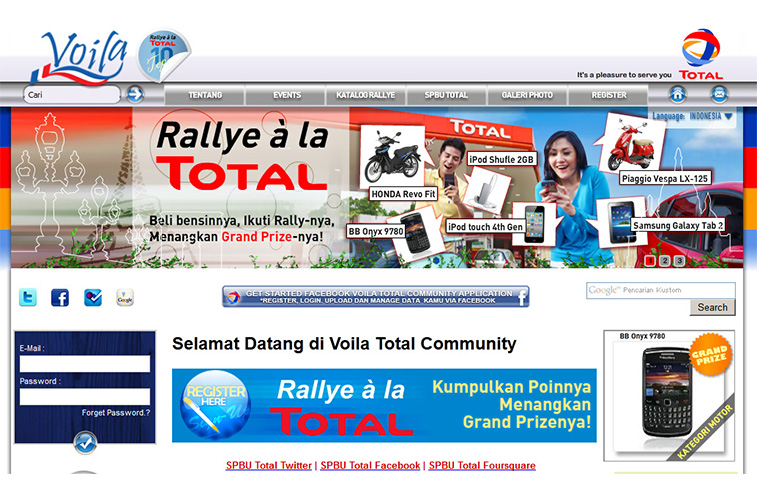 Voila
Rallye à la
TOTAL
10
Top
It's a pleasure to serve you
TOTAL
Cari
TENTANG
EVENTS
KATALOG RALLYE
SPBU TOTAL
GALERI PHOTO
REGISTER
Language: INDONESIA
Rallye à la
TOTAL
Beli bensinnya, Ikuti Rally-nya,
Menangkan Grand Prize-nya!
TOTAL
HONDA Revo Fit
iPod Shufle 2GB
Piaggio Vespa LX-125
BB Onyx 9780
iPod touch 4th Gen
Samsung Galaxy Tab 2
1 2 3
Google
GET STARTED FACEBOOK VOILA TOTAL COMMUNITY APPLICATION
*REGISTER, LOGIN, UPLOAD DAN MANAGE DATA KAMU VIA FACEBOOK
Google™ Pencarian Khusus
Search
E-Mail :
Password :
Forget Password.?
Selamat Datang di Voila Total Community
REGISTER
HERE
Rallye à la
TOTAL
Kumpulkan Poinnya
Menangkan
Grand Prizenya!
SPBU Total Twitter | SPBU Total Facebook | SPBU Total Foursquare
BB Onyx 9780
GRAND
PRIZE
KATEGORI MOTOR